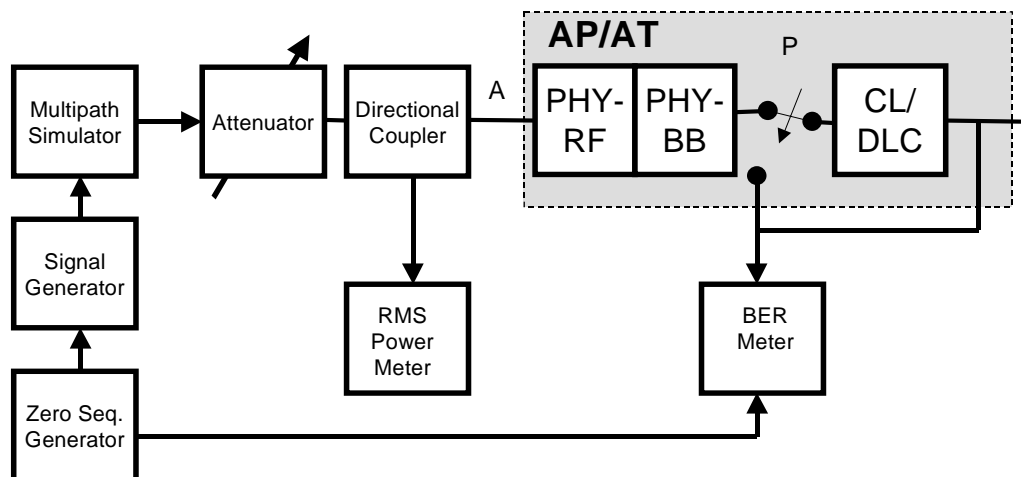 AP/AT
P
A
Multipath
Simulator
Attenuator
Directional
Coupler
PHY-
RF
PHY-
BB
CL/
DLC
Signal
Generator
RMS
Power
Meter
BER
Meter
Zero Seq.
Generator